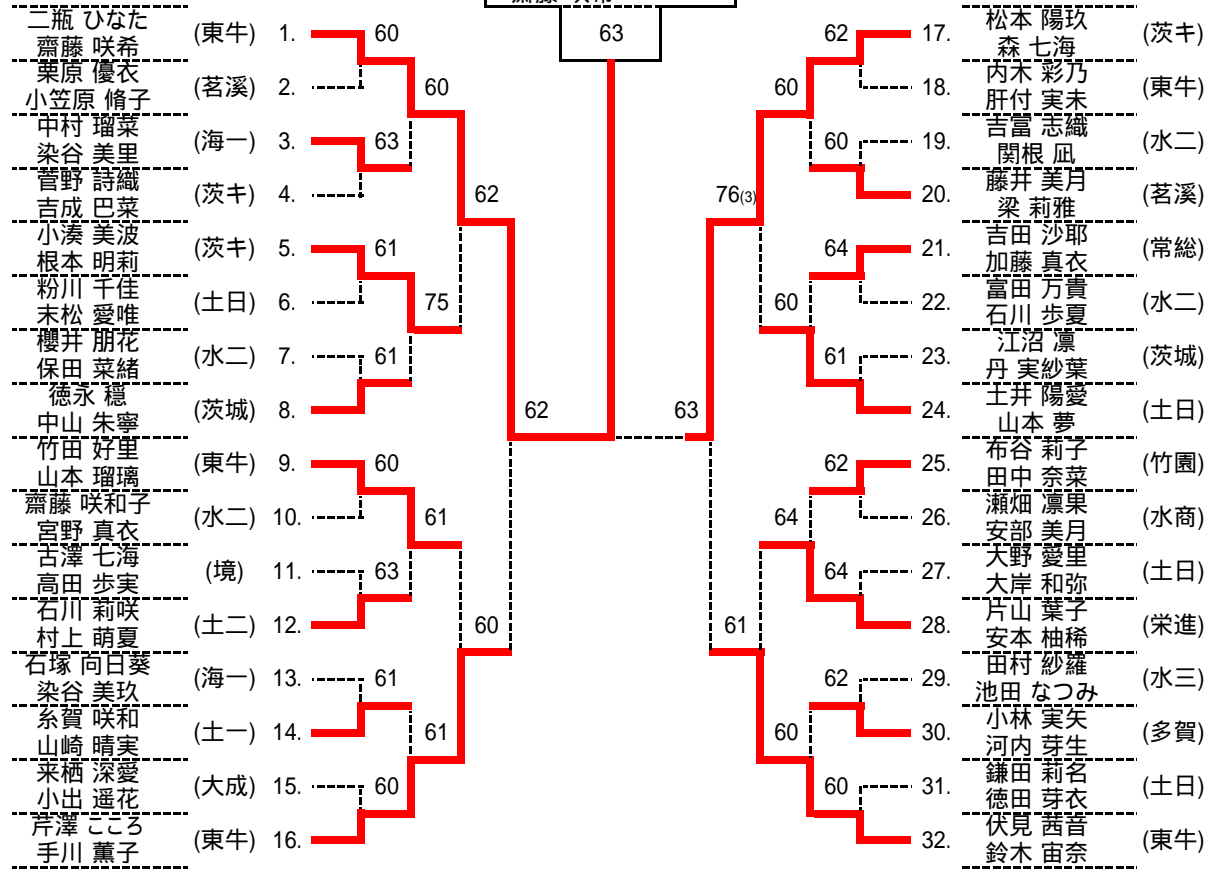 63
二瓶 ひなた
齋藤 咲希
(東牛) 1.
60
栗原 優衣
小笠原 脩子
(茗溪) 2.
60
中村 瑠菜
染谷 美里
(海一) 3.
63
菅野 詩織
吉成 巴菜
(茨キ) 4.
62
小湊 美波
根本 明莉
(茨キ) 5.
61
粉川 千佳
末松 愛唯
(土日) 6.
75
櫻井 朋花
保田 菜緒
(水二) 7.
61
徳永 穏
中山 朱寧
(茨城) 8.
62
竹田 好里
山本 瑠璃
(東牛) 9.
60
齋藤 咲和子
宮野 真衣
(水二) 10.
61
古澤 七海
高田 歩実
(境) 11.
63
石川 莉咲
村上 萌夏
(土二) 12.
60
石塚 向日葵
染谷 美玖
(海一) 13.
61
糸賀 咲和
山崎 晴実
(土一) 14.
61
来栖 深愛
小出 遥花
(大成) 15.
60
芹澤 こころ
手川 薫子
(東牛) 16.
62
17.
松本 陽玖
森 七海
(茨キ)
60
18.
内木 彩乃
肝付 実未
(東牛)
60
19.
吉冨 志織
関根 凪
(水二)
76(3)
20.
藤井 美月
梁 莉雅
(茗溪)
64
21.
吉田 沙耶
加藤 真衣
(常総)
60
22.
富田 万貴
石川 歩夏
(水二)
61
23.
江沼 凛
丹 実紗葉
(茨城)
63
24.
土井 陽愛
山本 夢
(土日)
62
25.
布谷 莉子
田中 奈菜
(竹園)
64
26.
瀬畑 凛果
安部 美月
(水商)
64
27.
大野 愛里
大岸 和弥
(土日)
61
28.
片山 葉子
安本 柚稀
(栄進)
62
29.
田村 紗羅
池田 なつみ
(水三)
60
30.
小林 実矢
河内 芽生
(多賀)
60
31.
鎌田 莉名
徳田 芽衣
(土日)
32.
伏見 茜音
鈴木 宙奈
(東牛)